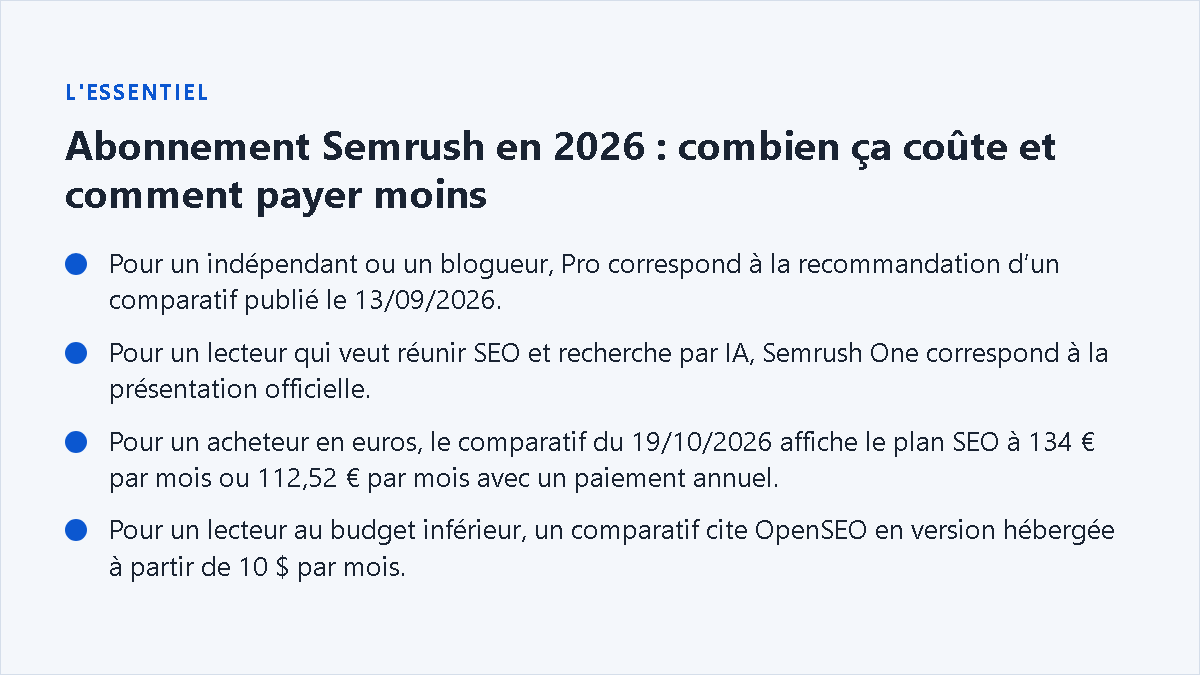 L'ESSENTIEL
Abonnement Semrush en 2026 : combien ça coûte et
comment payer moins
Pour un indépendant ou un blogueur, Pro correspond à la recommandation d’un
comparatif publié le 13/09/2026.
Pour un lecteur qui veut réunir SEO et recherche par IA, Semrush One correspond à la
présentation officielle.
Pour un acheteur en euros, le comparatif du 19/10/2026 affiche le plan SEO à 134 €
par mois ou 112,52 € par mois avec un paiement annuel.
Pour un lecteur au budget inférieur, un comparatif cite OpenSEO en version hébergée
à partir de 10 $ par mois.